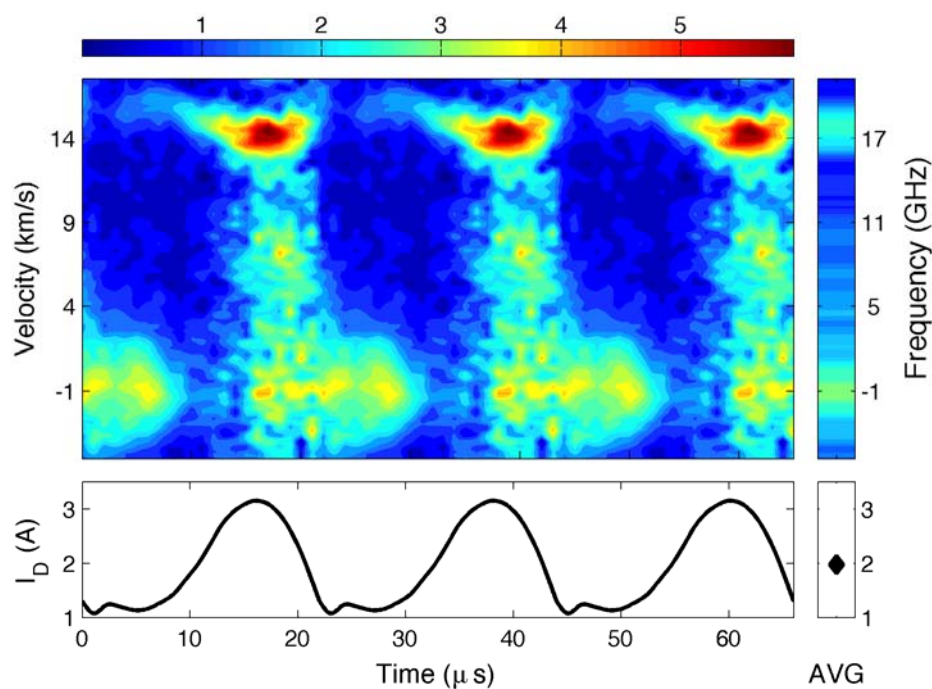 1 2 3 4 5
Velocity (km/s)
14
9
4
-1
17
11
5
-1
Frequency (GHz)
I_D (A)
3
2
1
3
2
1
0 10 20 30 40 50 60
Time (μ s)
AVG